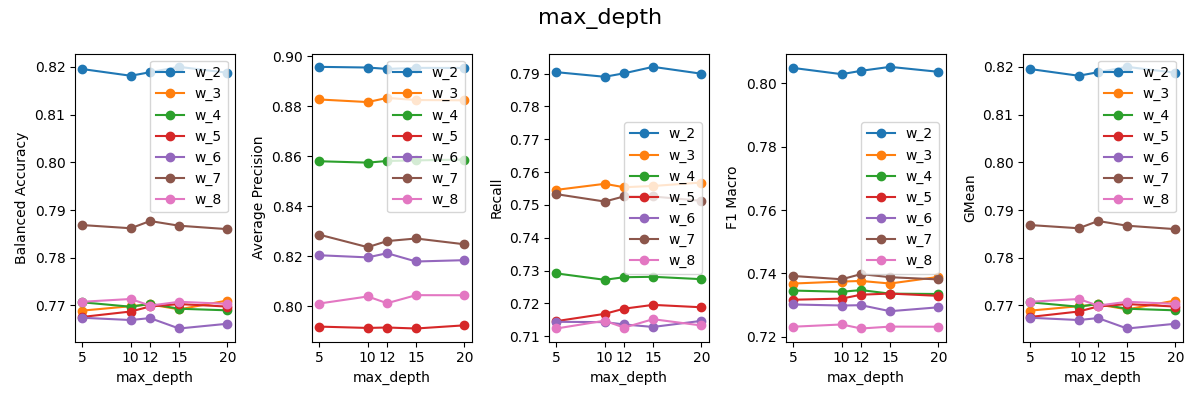 max_depth
Balanced Accuracy
0.82
0.81
0.80
0.79
0.78
0.77
5 10 12 15 20
max_depth
w_2
w_3
w_4
w_5
w_6
w_7
w_8
Average Precision
0.90
0.88
0.86
0.84
0.82
0.80
5 10 12 15 20
max_depth
w_2
w_3
w_4
w_5
w_6
w_7
w_8
Recall
0.79
0.78
0.77
0.76
0.75
0.74
0.73
0.72
0.71
5 10 12 15 20
max_depth
w_2
w_3
w_4
w_5
w_6
w_7
w_8
F1 Macro
0.80
0.78
0.76
0.74
0.72
5 10 12 15 20
max_depth
w_2
w_3
w_4
w_5
w_6
w_7
w_8
GMean
0.82
0.81
0.80
0.79
0.78
0.77
5 10 12 15 20
max_depth
w_2
w_3
w_4
w_5
w_6
w_7
w_8